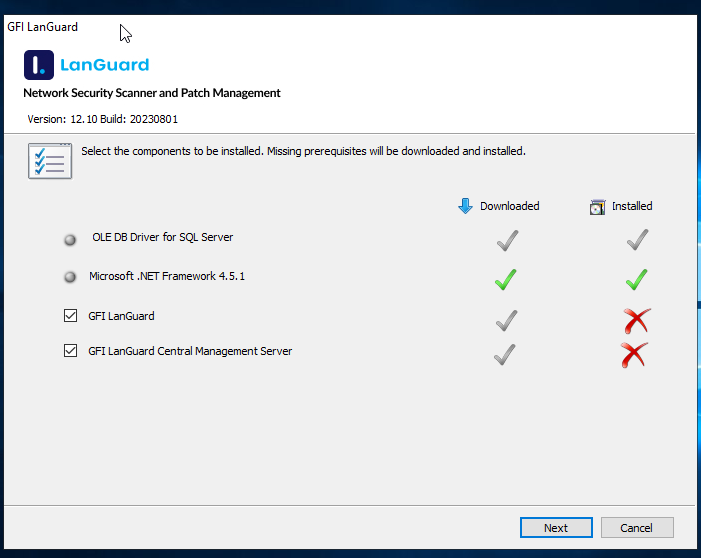 GFI LanGuard
LanGuard
Network Security Scanner and Patch Management
Version: 12.10 Build: 20230801
Select the components to be installed. Missing prerequisites will be downloaded and installed.
Downloaded Installed
OLE DB Driver for SQL Server
Microsoft .NET Framework 4.5.1
GFI LanGuard
GFI LanGuard Central Management Server
Next Cancel